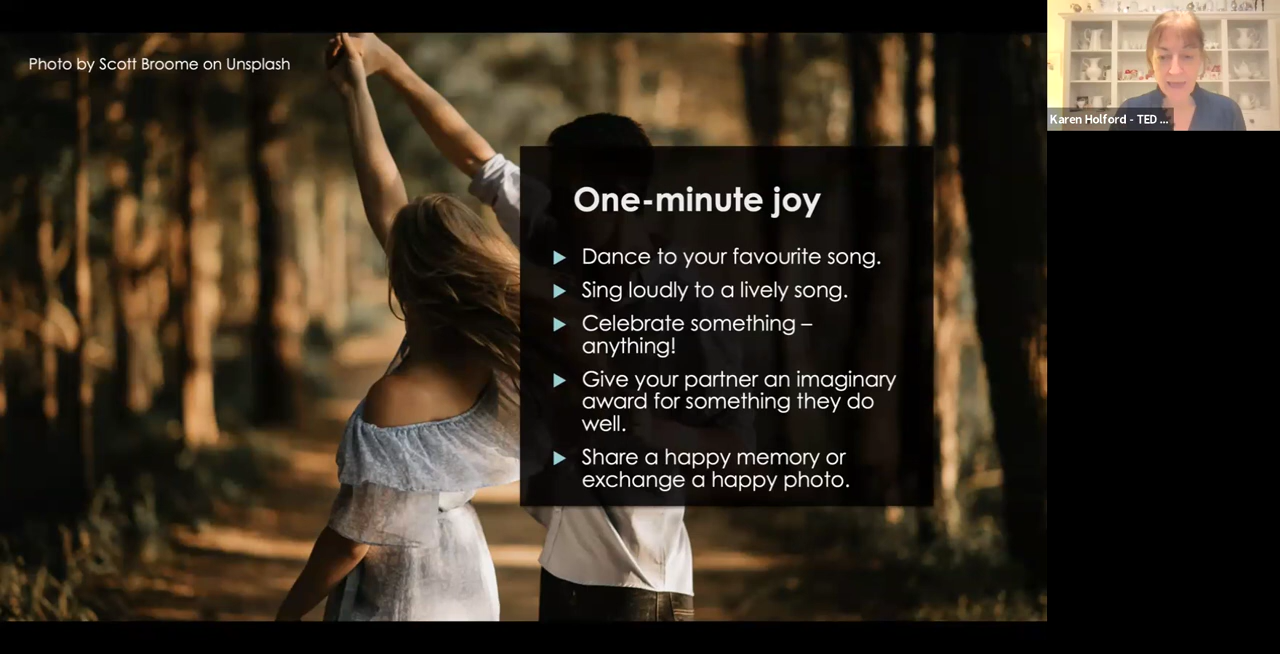 Photo by Scott Broome on Unsplash
Karen Holford - TED ...
One-minute joy
Dance to your favourite song.
Sing loudly to a lively song.
Celebrate something –
anything!
Give your partner an imaginary
award for something they do
well.
Share a happy memory or
exchange a happy photo.